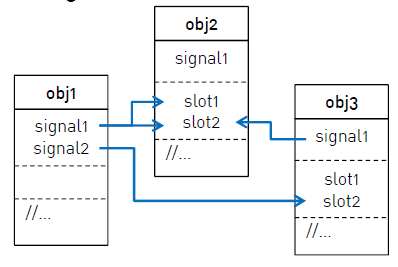 obj1
signal1
signal2
//...
obj2
signal1
slot1
slot2
//...
obj3
signal1
slot1
slot2
//...